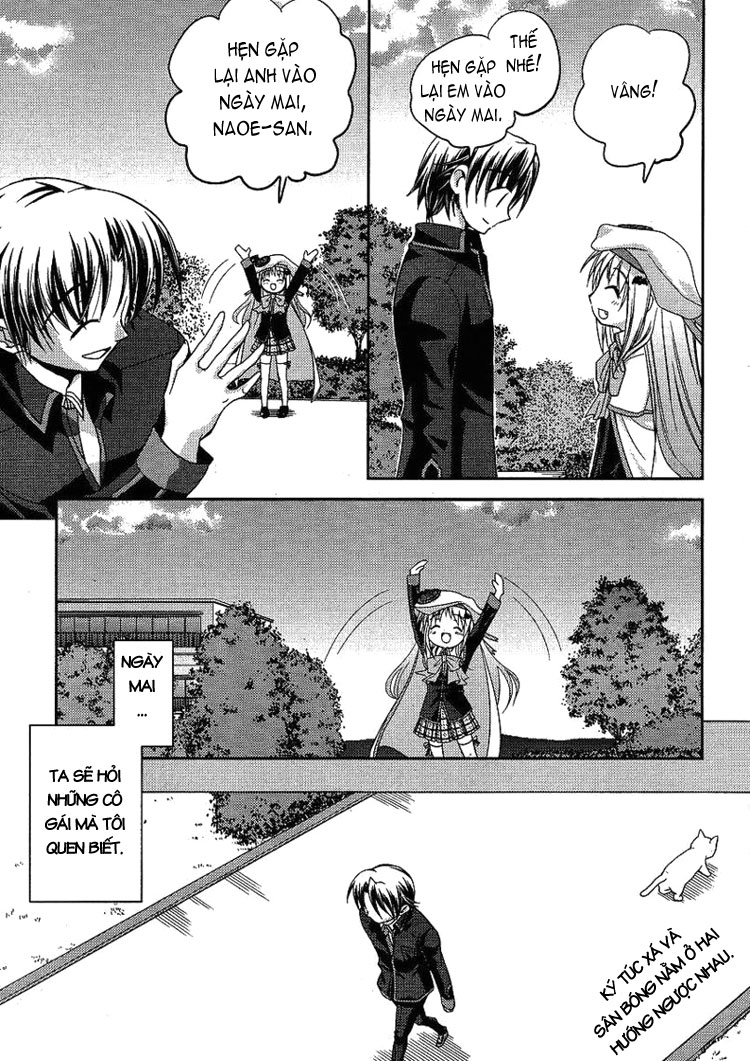 VÂNG!
THẾ
NHÉ!
HẸN GẶP
LẠI EM VÀO
NGÀY MAI.
HẸN GẶP
LẠI ANH VÀO
NGÀY MAI,
NAOE-SAN.
NGÀY
MAI
...
TA SẼ HỎI
NHỮNG CÔ
GÁI MÀ TÔI
QUEN BIẾT.
KÝ TÚC XÁ VÀ
SÂN BÓNG NẰM Ở HAI
HƯỚNG NGƯỢC NHAU.